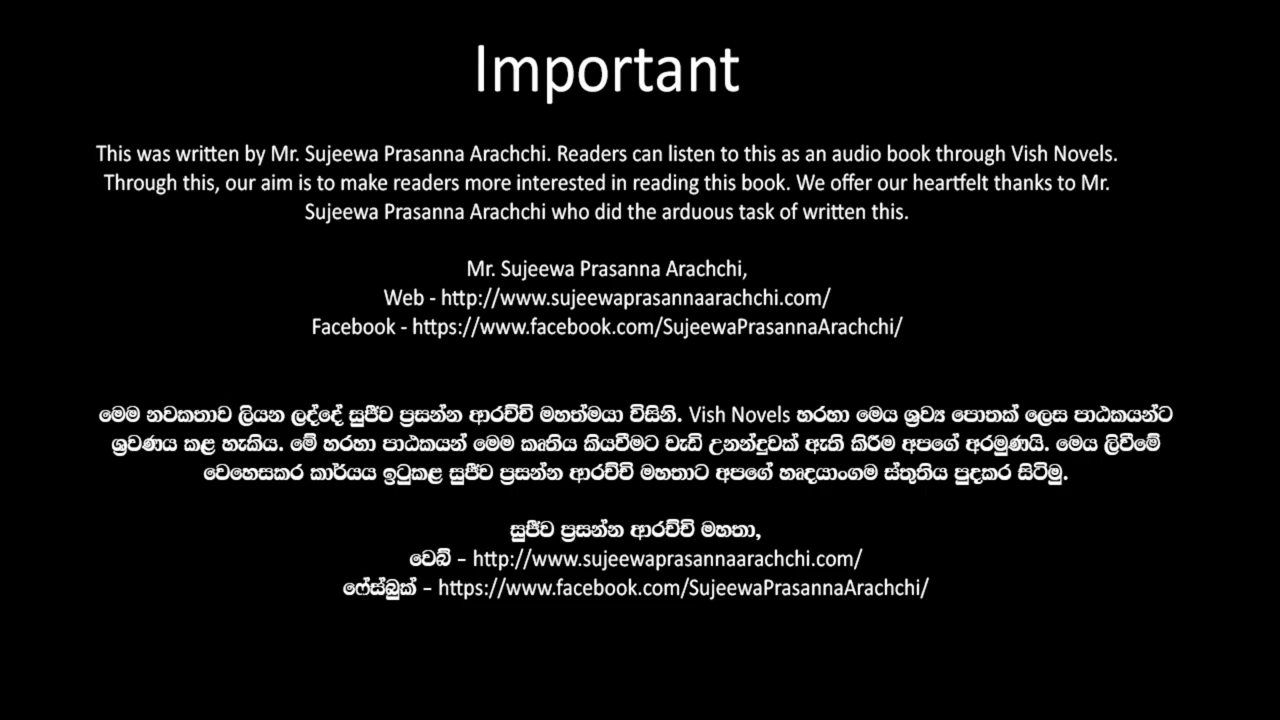 Important
This was written by Mr. Sujeewa Prasanna Arachchi. Readers can listen to this as an audio book through Vish Novels.
Through this, our aim is to make readers more interested in reading this book. We offer our heartfelt thanks to Mr.
Sujeewa Prasanna Arachchi who did the arduous task of written this.
Mr. Sujeewa Prasanna Arachchi,
Web - http://www.sujeewaprasannaarachchi.com/
Facebook - https://www.facebook.com/SujeewaPrasannaArachchi/
මෙම නවකතාව ලියන ලද්දේ සුජීව ප්‍රසන්න ආරච්චි මහත්මයා විසිනි. Vish Novels හරහා මෙය ශ්‍රව්‍ය පොතක් ලෙස පාඨකයන්ට
ශ්‍රවණය කළ හැකිය. මේ හරහා පාඨකයන් මෙම කෘතිය කියවීමට වැඩි උනන්දුවක් ඇති කිරීම අපගේ අරමුණයි. මෙය ලිවීමේ
වෙහෙසකර කාර්යය ඉටුකළ සුජීව ප්‍රසන්න ආරච්චි මහතාට අපගේ හෘදයාංගම ස්තූතිය පුදකර සිටිමු.
සුජීව ප්‍රසන්න ආරච්චි මහතා,
වෙබ් – http://www.sujeewaprasannaarachchi.com/
ෆේස්බුක් – https://www.facebook.com/SujeewaPrasannaArachchi/